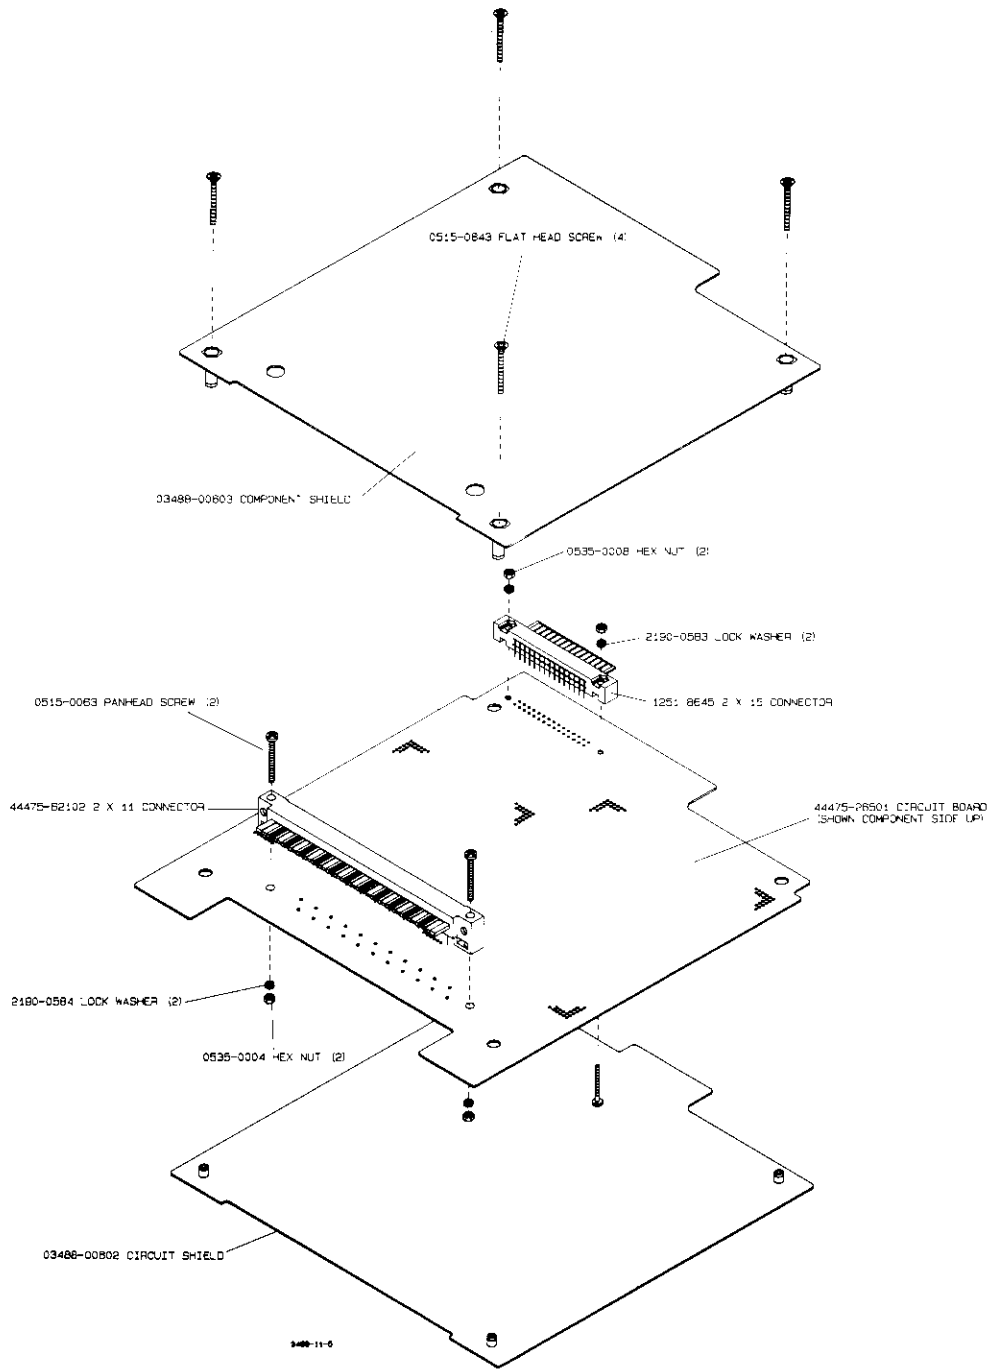 0515-0843 FLAT HEAD SCREW (4)
03488-00603 COMPONENT SHIELD
0535-0008 HEX NUT (2)
2190-0583 LOCK WASHER (2)
0515-0063 PANHEAD SCREW (2)
1251 8645 2 X 15 CONNECTOR
44475-62102 2 X 11 CONNECTOR
44475-26501 CIRCUIT BOARD
(SHOWN COMPONENT SIDE UP)
2190-0584 LOCK WASHER (2)
0535-0004 HEX NUT (2)
03488-00602 CIRCUIT SHIELD